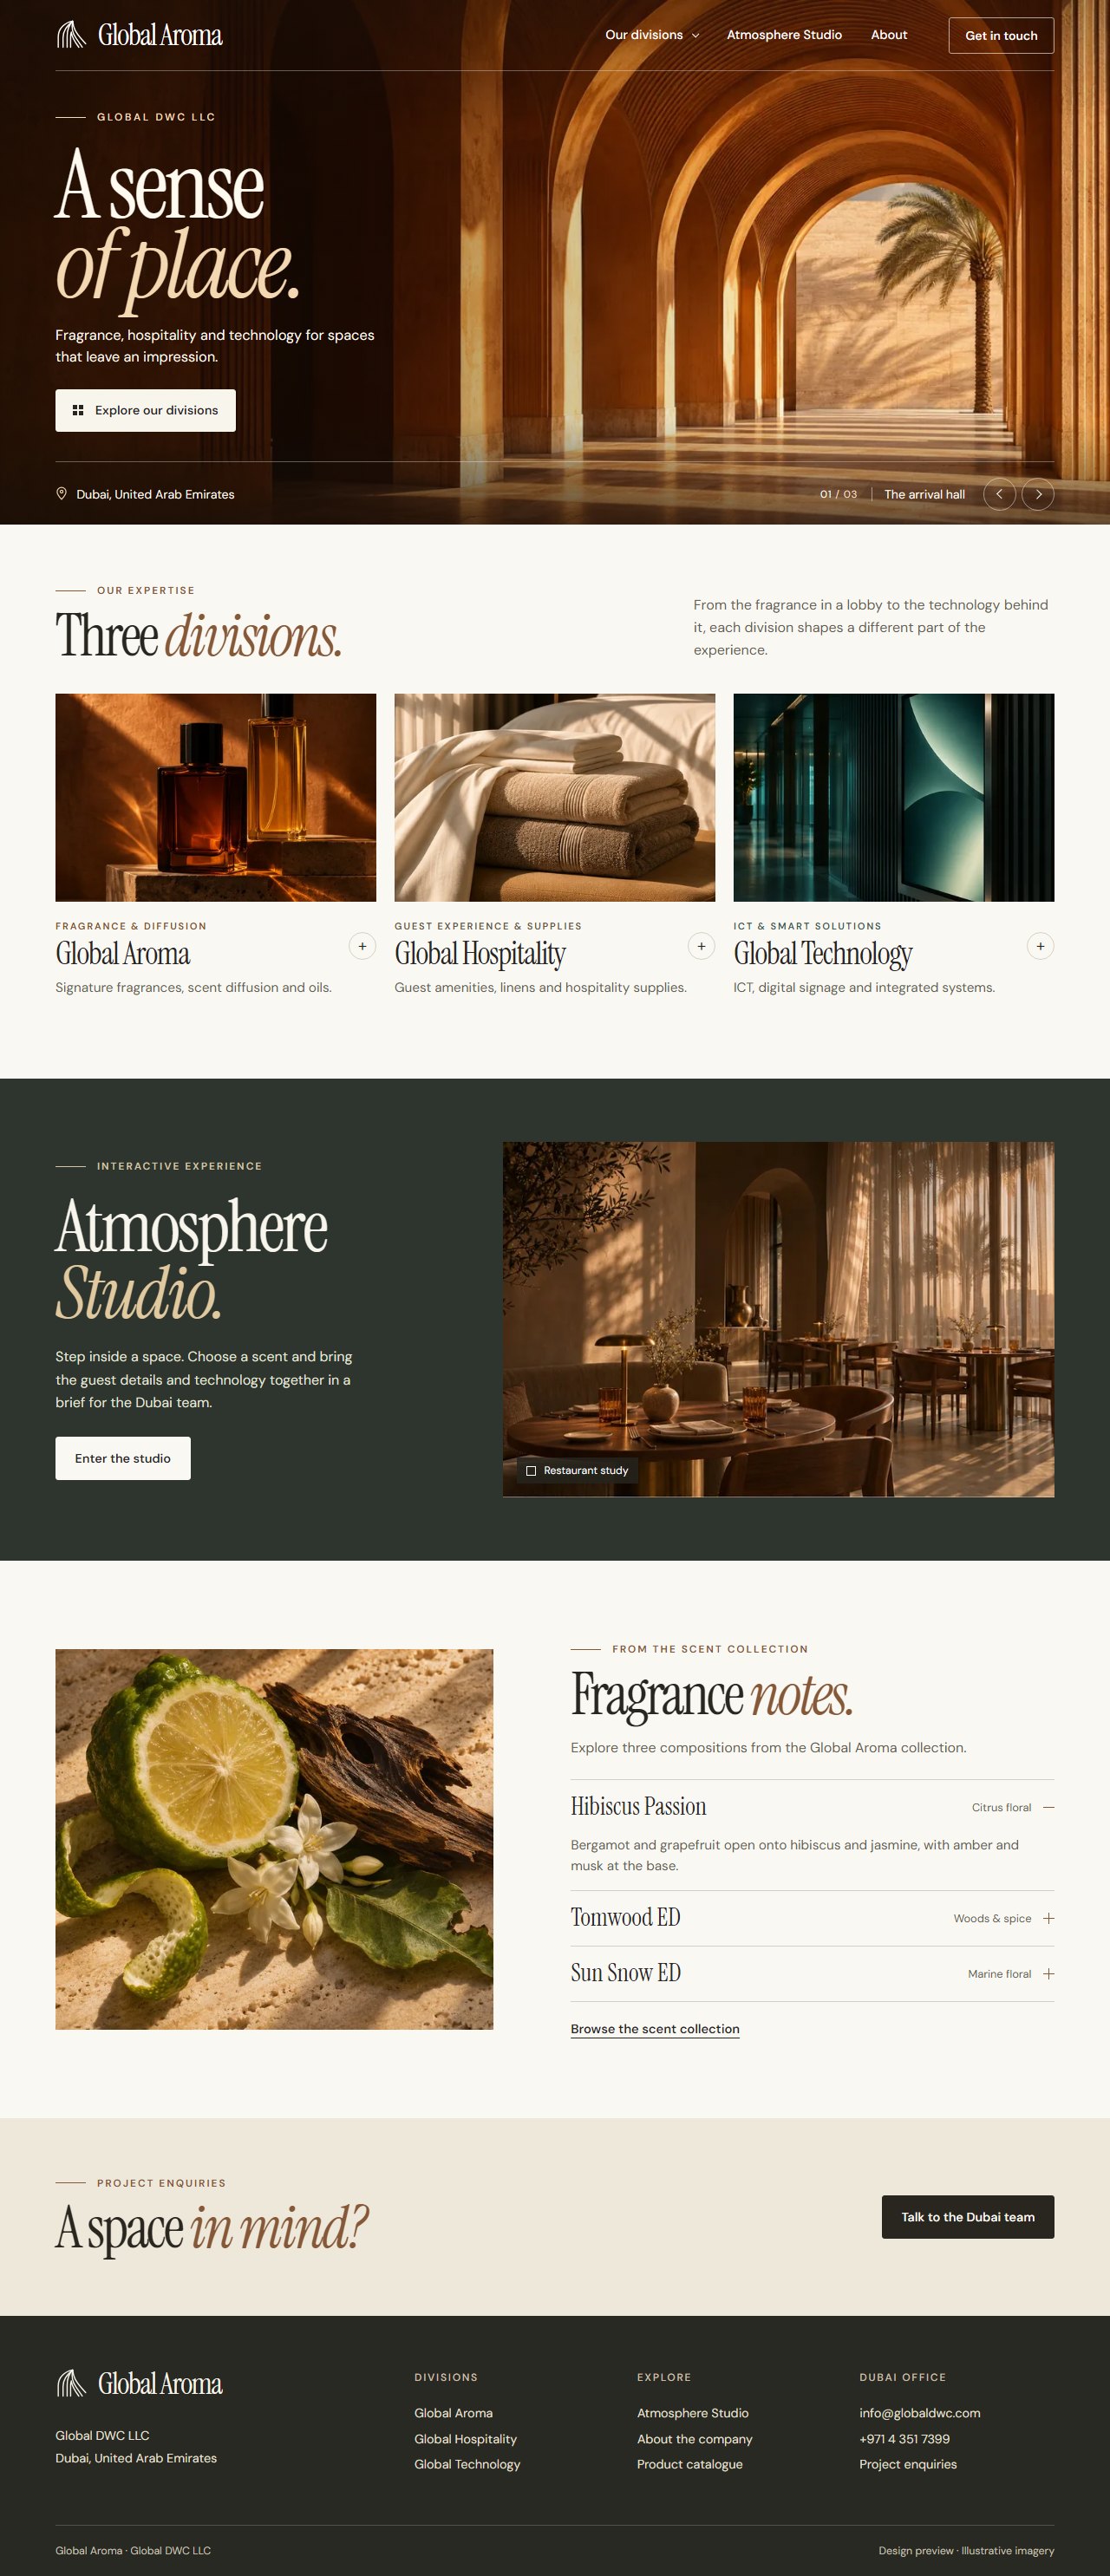 Global Aroma
Our divisions
Atmosphere Studio
About
Get in touch
GLOBAL DWC LLC
A sense
of place.
Fragrance, hospitality and technology for spaces
that leave an impression.
Explore our divisions
Dubai, United Arab Emirates
01 / 03
The arrival hall
OUR EXPERTISE
Three divisions.
From the fragrance in a lobby to the technology behind
it, each division shapes a different part of the
experience.
FRAGRANCE & DIFFUSION
Global Aroma
Signature fragrances, scent diffusion and oils.
GUEST EXPERIENCE & SUPPLIES
Global Hospitality
Guest amenities, linens and hospitality supplies.
ICT & SMART SOLUTIONS
Global Technology
ICT, digital signage and integrated systems.
INTERACTIVE EXPERIENCE
Atmosphere
Studio.
Step inside a space. Choose a scent and bring
the guest details and technology together in a
brief for the Dubai team.
Enter the studio
Restaurant study
FROM THE SCENT COLLECTION
Fragrance notes.
Explore three compositions from the Global Aroma collection.
Hibiscus Passion
Citrus floral
Bergamot and grapefruit open onto hibiscus and jasmine, with amber and
musk at the base.
Tomwood ED
Woods & spice
Sun Snow ED
Marine floral
Browse the scent collection
PROJECT ENQUIRIES
A space in mind?
Talk to the Dubai team
Global Aroma
Global DWC LLC
Dubai, United Arab Emirates
DIVISIONS
Global Aroma
Global Hospitality
Global Technology
EXPLORE
Atmosphere Studio
About the company
Product catalogue
DUBAI OFFICE
info@globaldwc.com
+971 4 351 7399
Project enquiries
Global Aroma · Global DWC LLC
Design preview · Illustrative imagery